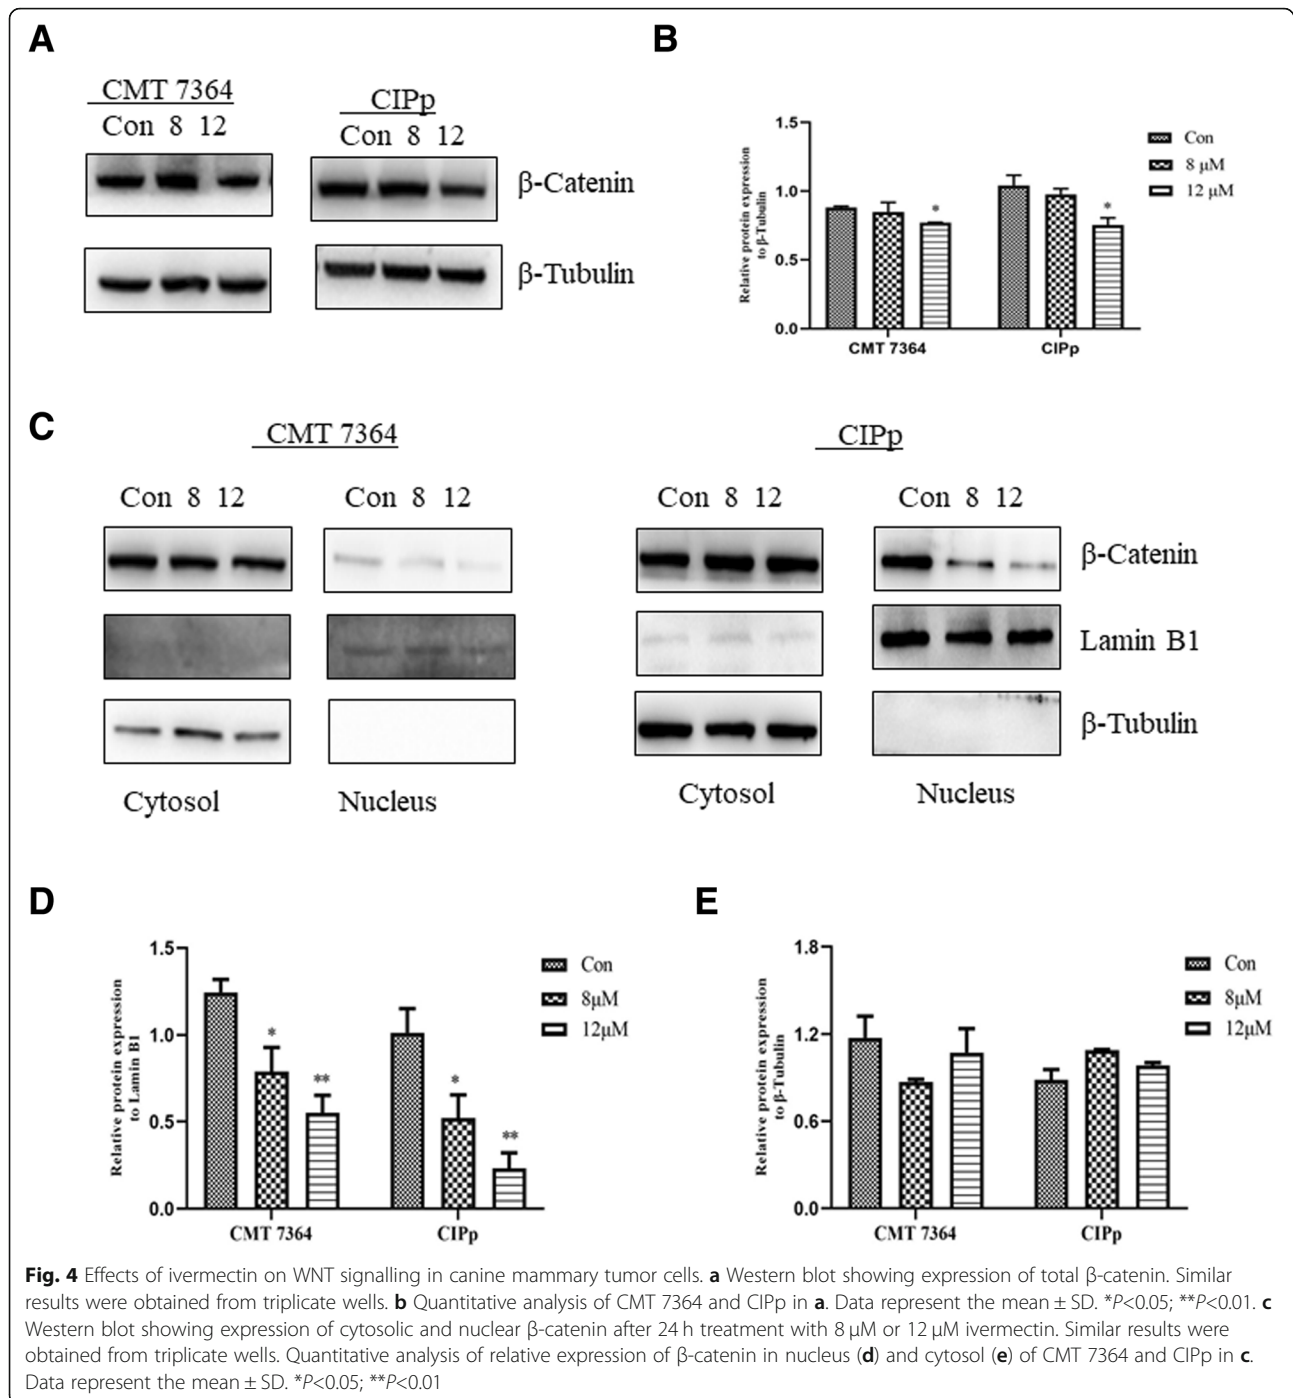 A
CMT 7364
Con 8 12
CIPp
Con 8 12
β-Catenin
β-Tubulin
B
1.5
1.0
0.5
0.0
Relative protein expression
to β-Tubulin
*
*
CMT 7364
CIPp
Con
8 μM
12 μM
C
CMT 7364
CIPp
Con 8 12
Con 8 12
Con 8 12
Con 8 12
β-Catenin
Lamin B1
β-Tubulin
Cytosol
Nucleus
Cytosol
Nucleus
D
1.5
1.0
0.5
0.0
Relative protein expression
to Lamin B1
*
**
*
**
CMT 7364
CIPp
Con
8μM
12μM
E
1.8
1.2
0.6
0.0
Relative protein expression
to β-Tubulin
CMT 7364
CIPp
Con
8μM
12μM
Fig. 4 Effects of ivermectin on WNT signalling in canine mammary tumor cells. a Western blot showing expression of total β-catenin. Similar
results were obtained from triplicate wells. b Quantitative analysis of CMT 7364 and CIPp in a. Data represent the mean ± SD. *P<0.05; **P<0.01. c
Western blot showing expression of cytosolic and nuclear β-catenin after 24 h treatment with 8 μM or 12 μM ivermectin. Similar results were
obtained from triplicate wells. Quantitative analysis of relative expression of β-catenin in nucleus (d) and cytosol (e) of CMT 7364 and CIPp in c.
Data represent the mean ± SD. *P<0.05; **P<0.01